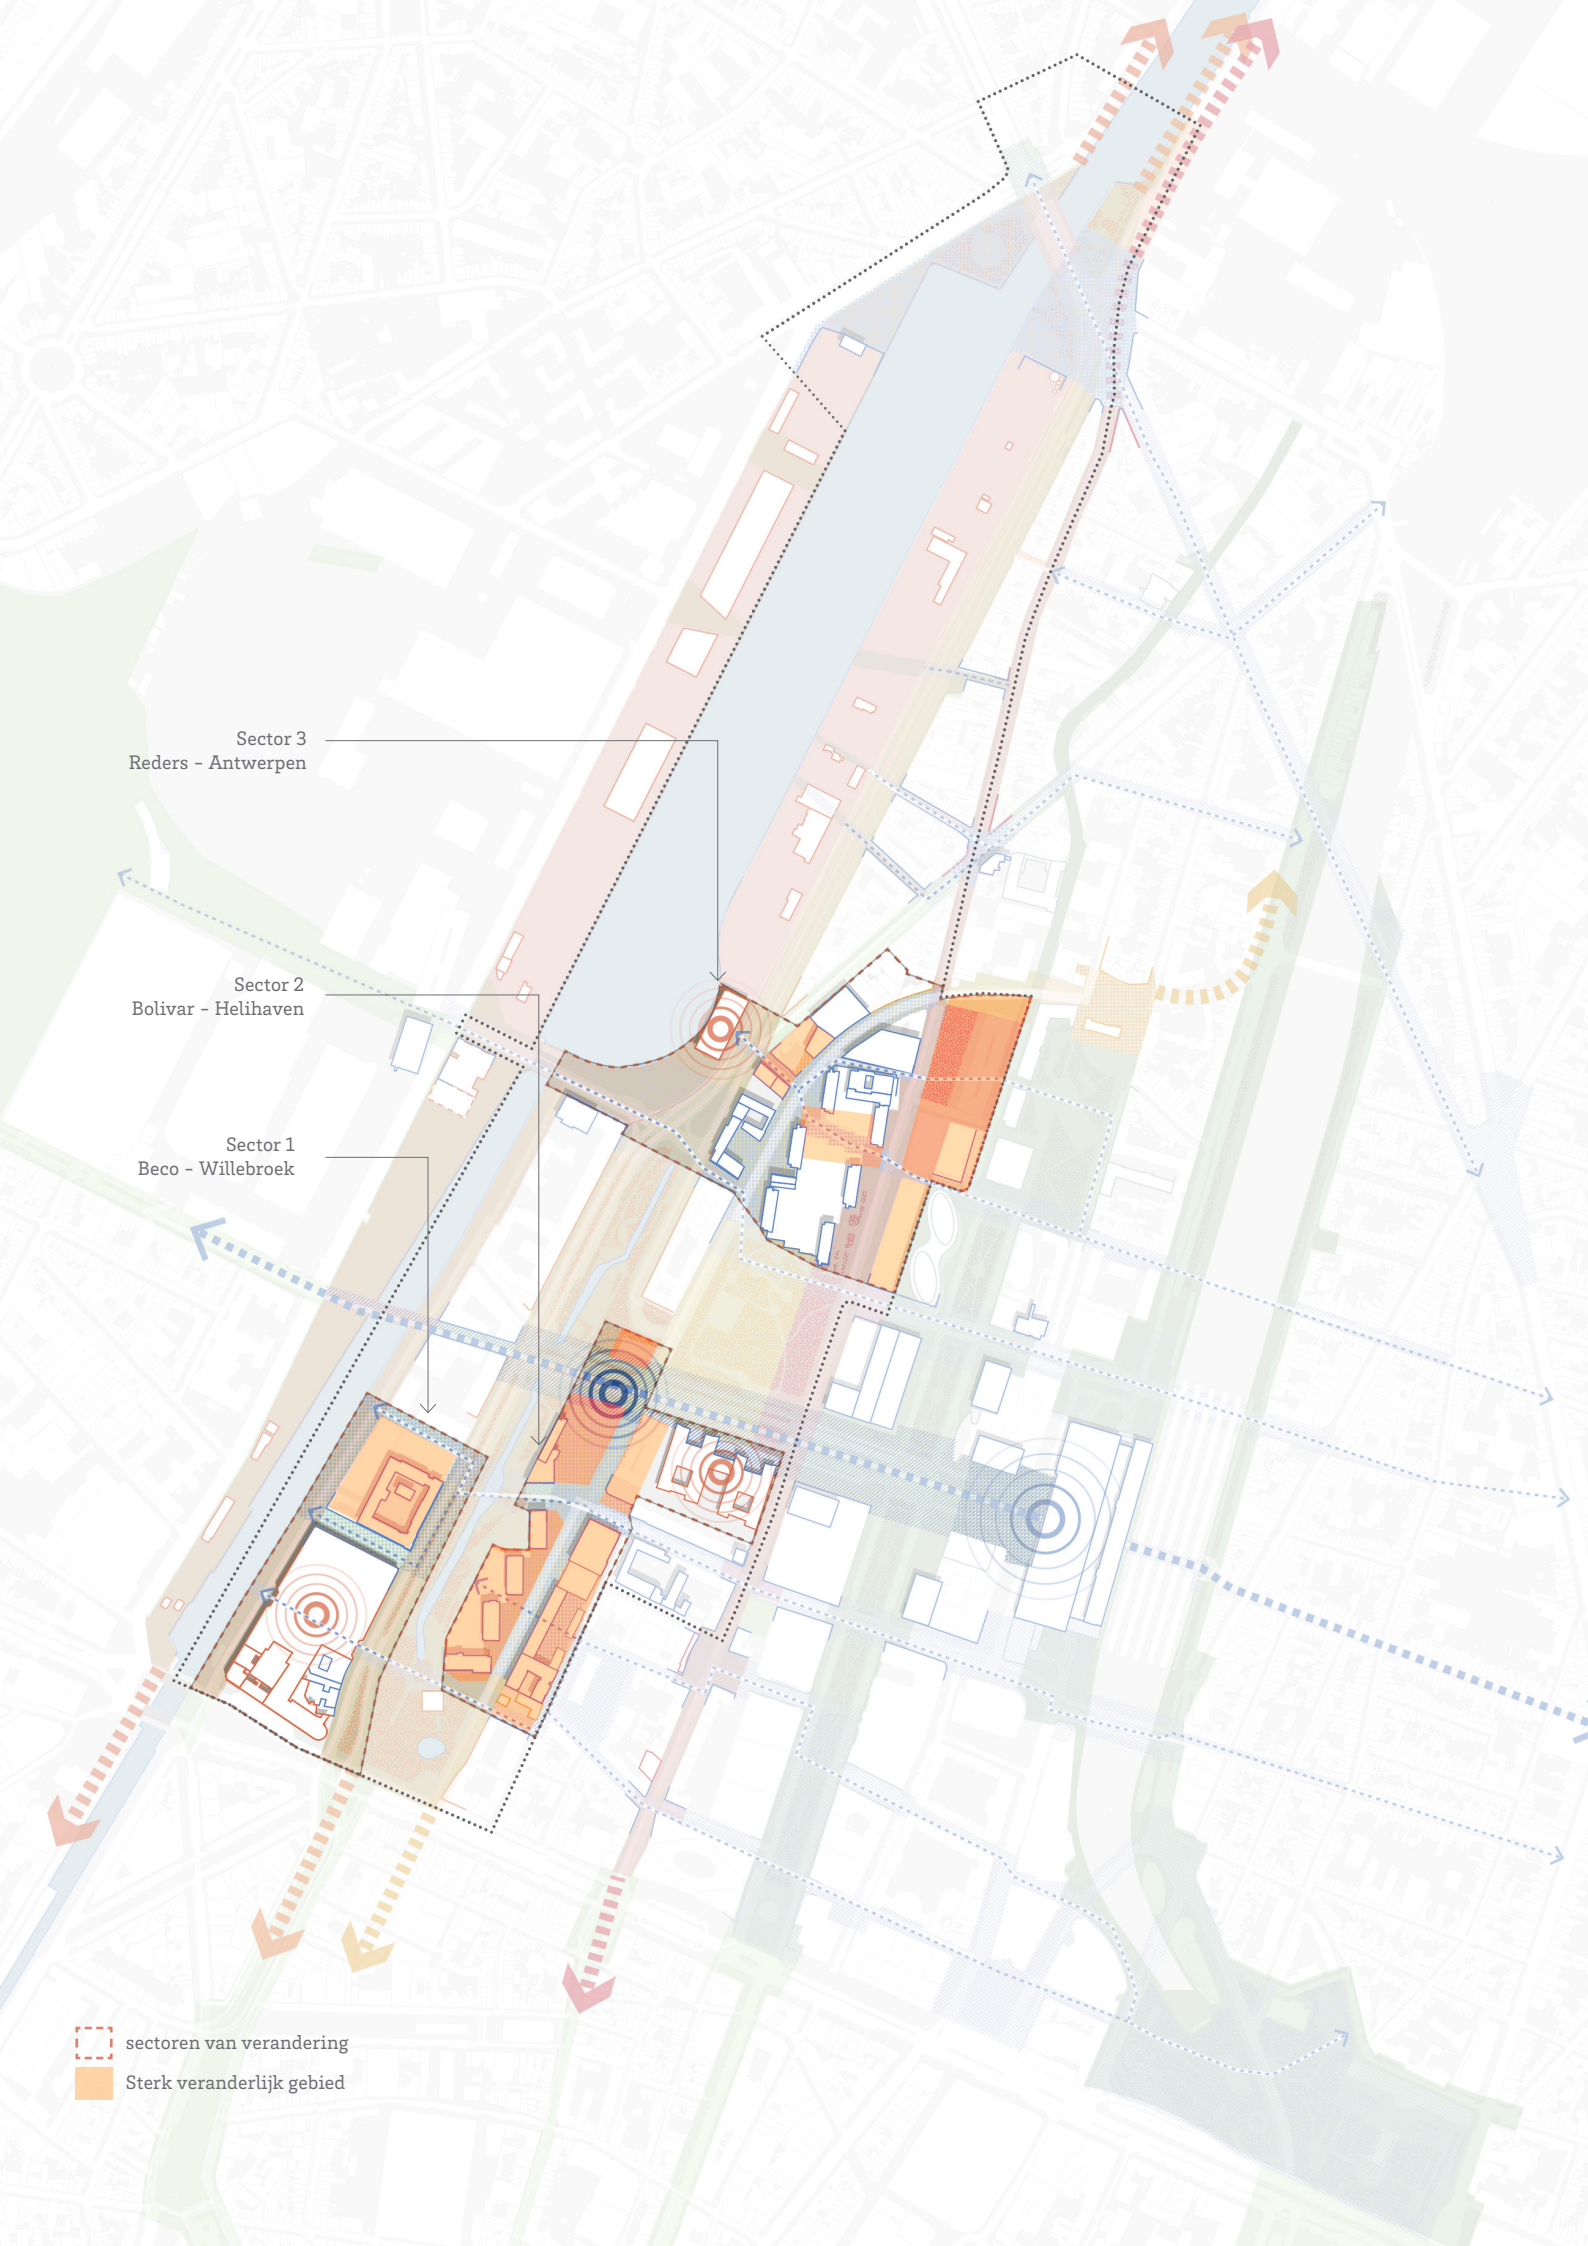 Sector 3
Reders - Antwerpen
Sector 2
Bolivar - Helihaven
Sector 1
Beco - Willebroek
sectoren van verandering
Sterk veranderlijk gebied